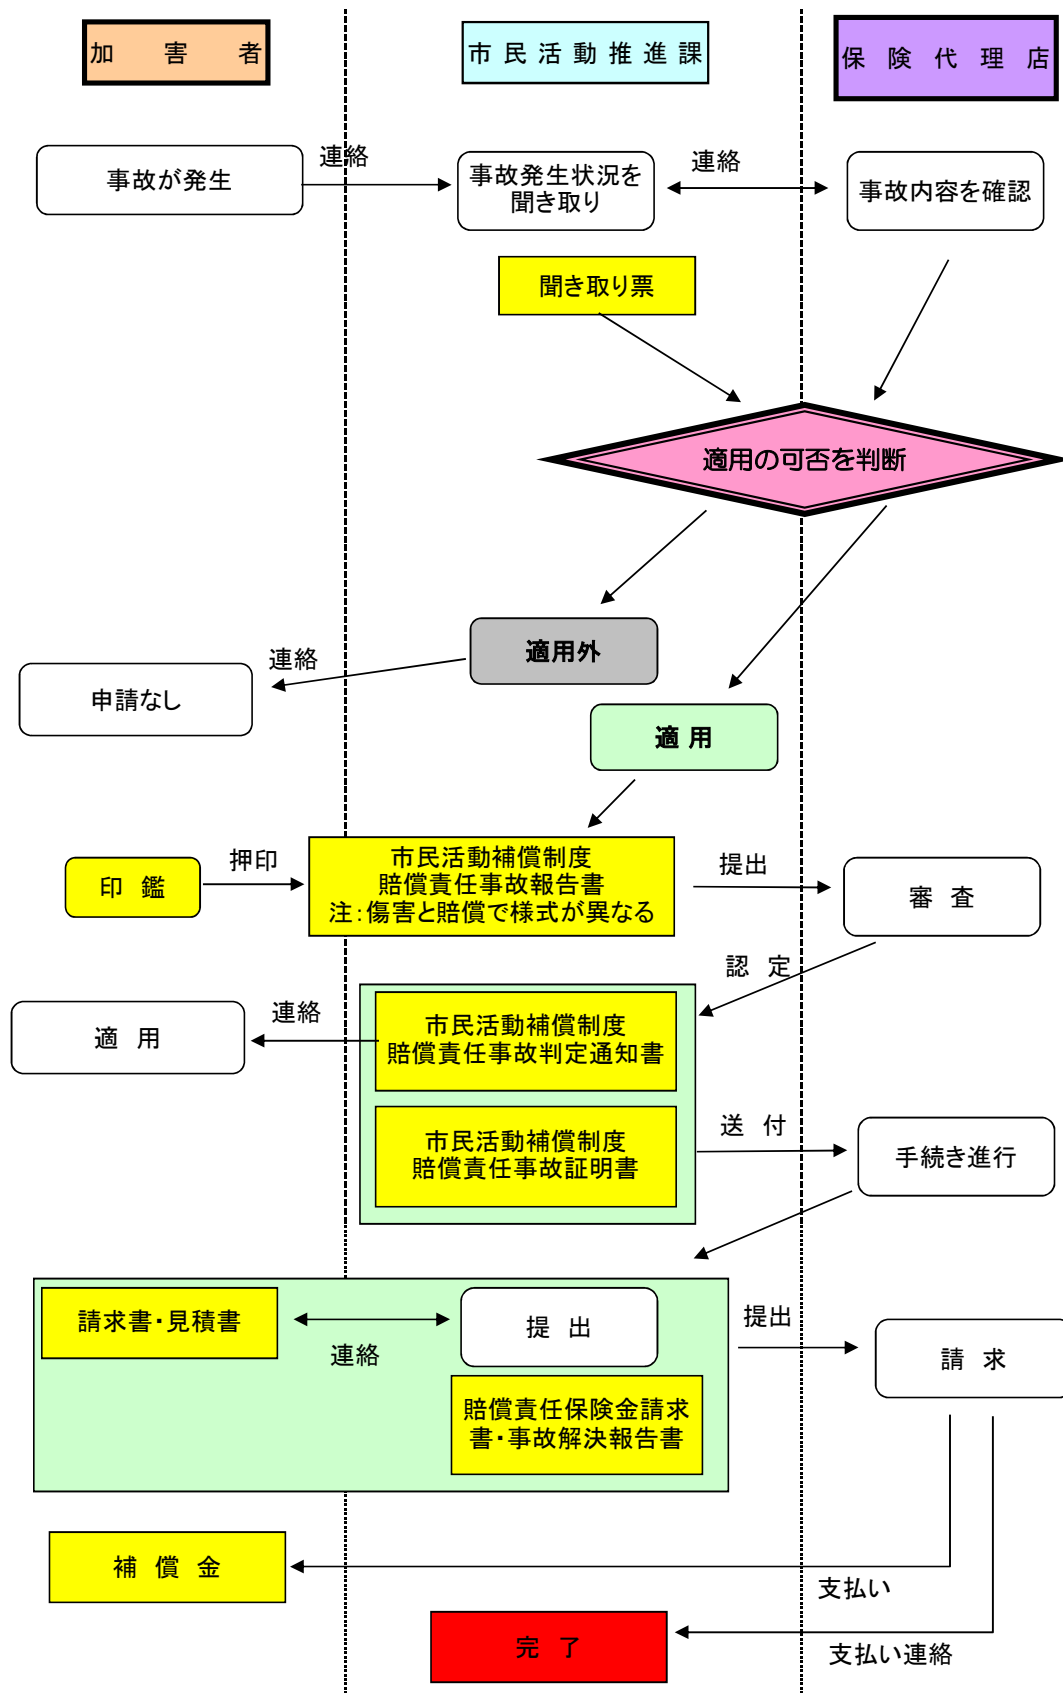 加害者
市民活動推進課
保険代理店
事故が発生
連絡
事故発生状況を
聞き取り
連絡
事故内容を確認
聞き取り票
適用の可否を判断
適用外
連絡
申請なし
適用
印鑑
押印
市民活動補償制度
賠償責任事故報告書
注：傷害と賠償で様式が異なる
提出
審査
認定
適用
連絡
市民活動補償制度
賠償責任事故判定通知書
市民活動補償制度
賠償責任事故証明書
送付
手続き進行
請求書・見積書
連絡
提出
提出
請求
賠償責任保険金請求
書・事故解決報告書
補償金
支払い
完了
支払い連絡